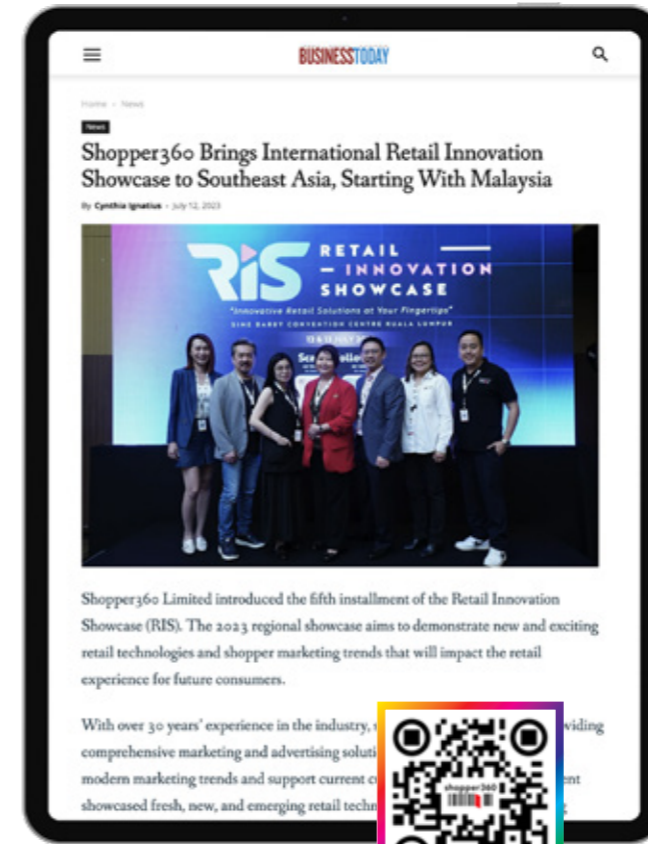 BUSINESSTODAY
Home › News
News
Shopper360 Brings International Retail Innovation
Showcase to Southeast Asia, Starting With Malaysia
By Cynthia Ignatius - July 12, 2023
RiS RETAIL
INNOVATION
SHOWCASE
"Innovative Retail Solutions at Your Fingertips"
SIME DARBY CONVENTION CENTRE KUALA LUMPUR
12 & 13 JULY
Shopper360 Limited introduced the fifth installment of the Retail Innovation
Showcase (RIS). The 2023 regional showcase aims to demonstrate new and exciting
retail technologies and shopper marketing trends that will impact the retail
experience for future consumers.
With over 30 years' experience in the industry, s viding
comprehensive marketing and advertising soluti
modern marketing trends and support current c ent
showcased fresh, new, and emerging retail techn g
shopper360